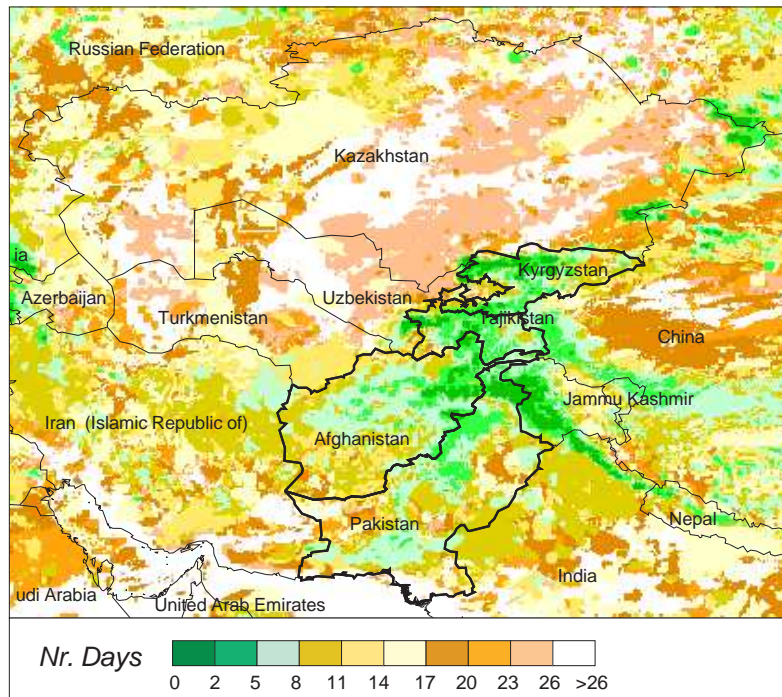 Russian Federation
Kazakhstan
ia
Kyrgyzstan
Azerbaijan
Uzbekistan
Turkmenistan
Tajikistan
China
Jammu Kashmir
Iran (Islamic Republic of)
Afghanistan
Pakistan
Nepal
India
udi Arabia
United Arab Emirates
Nr. Days
0 2 5 8 11 14 17 20 23 26 >26